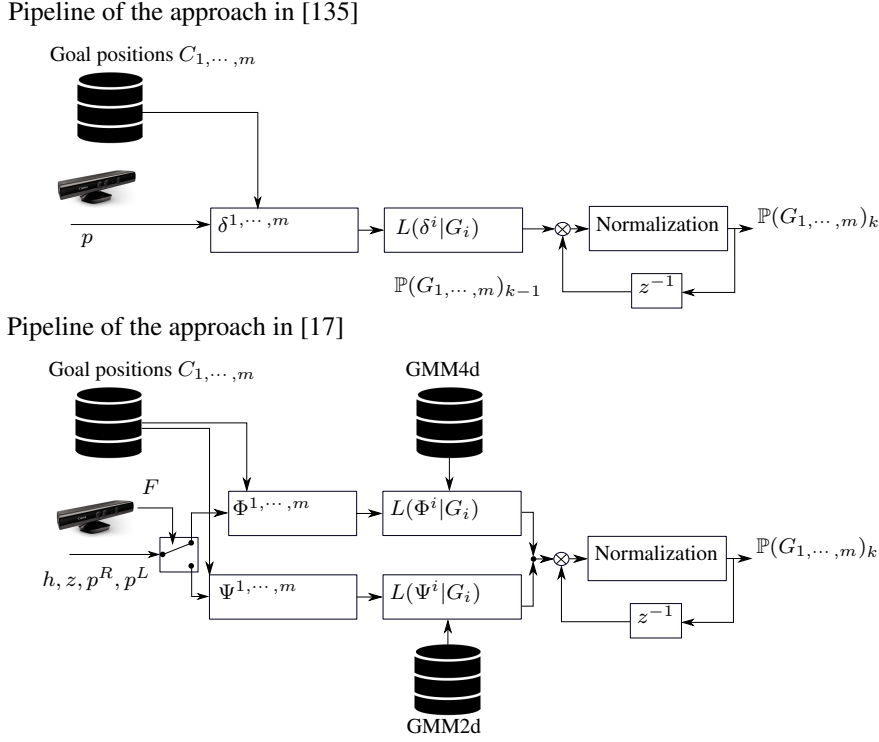 Pipeline of the approach in [135]
Goal positions C₁,⋯,ₘ
p
δ¹,⋯,ᵐ
L(δⁱ|Gᵢ)
Normalization
ℙ(G₁,⋯,ₘ)ₖ
ℙ(G₁,⋯,ₘ)ₖ₋₁
z⁻¹
Pipeline of the approach in [17]
Goal positions C₁,⋯,ₘ
GMM4d
F
Φ¹,⋯,ᵐ
L(Φⁱ|Gᵢ)
h, z, pᴿ, pᴸ
Normalization
ℙ(G₁,⋯,ₘ)ₖ
Ψ¹,⋯,ᵐ
L(Ψⁱ|Gᵢ)
z⁻¹
GMM2d